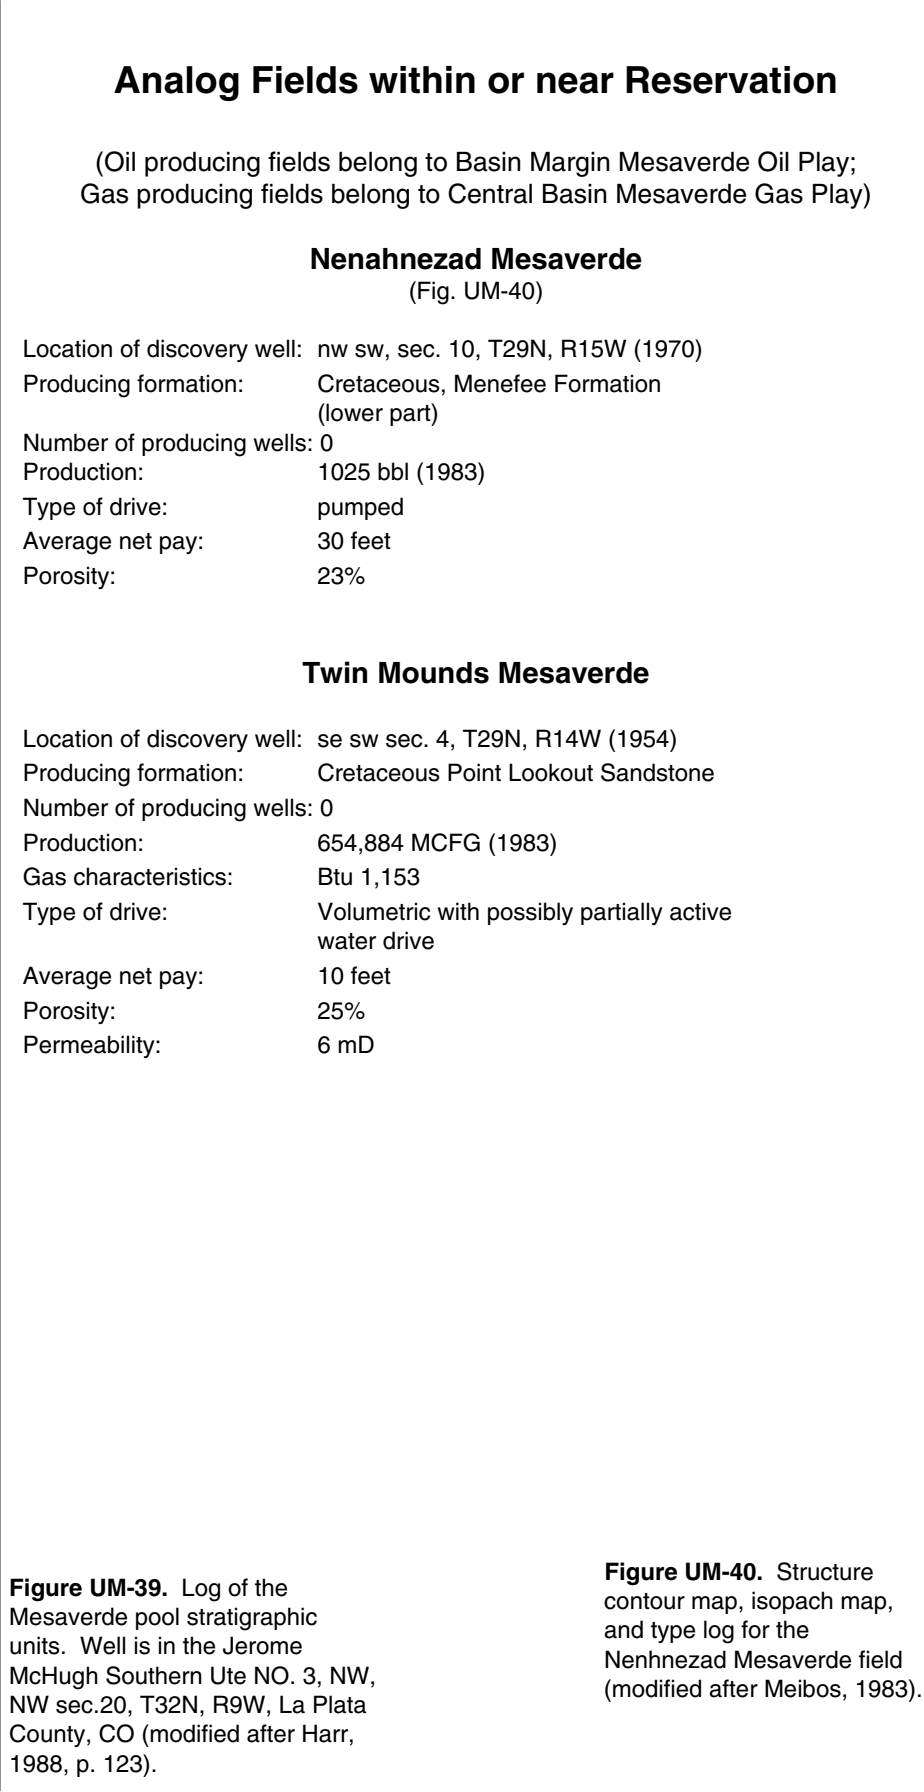 Analog Fields within or near Reservation
(Oil producing fields belong to Basin Margin Mesaverde Oil Play;
Gas producing fields belong to Central Basin Mesaverde Gas Play)
Nenahnezad Mesaverde
(Fig. UM-40)
Location of discovery well: nw sw, sec. 10, T29N, R15W (1970)
Producing formation: Cretaceous, Menefee Formation
(lower part)
Number of producing wells: 0
Production: 1025 bbl (1983)
Type of drive: pumped
Average net pay: 30 feet
Porosity: 23%
Twin Mounds Mesaverde
Location of discovery well: se sw sec. 4, T29N, R14W (1954)
Producing formation: Cretaceous Point Lookout Sandstone
Number of producing wells: 0
Production: 654,884 MCFG (1983)
Gas characteristics: Btu 1,153
Type of drive: Volumetric with possibly partially active
water drive
Average net pay: 10 feet
Porosity: 25%
Permeability: 6 mD
Figure UM-39. Log of the
Mesaverde pool stratigraphic
units. Well is in the Jerome
McHugh Southern Ute NO. 3, NW,
NW sec.20, T32N, R9W, La Plata
County, CO (modified after Harr,
1988, p. 123).
Figure UM-40. Structure
contour map, isopach map,
and type log for the
Nenhnezad Mesaverde field
(modified after Meibos, 1983).